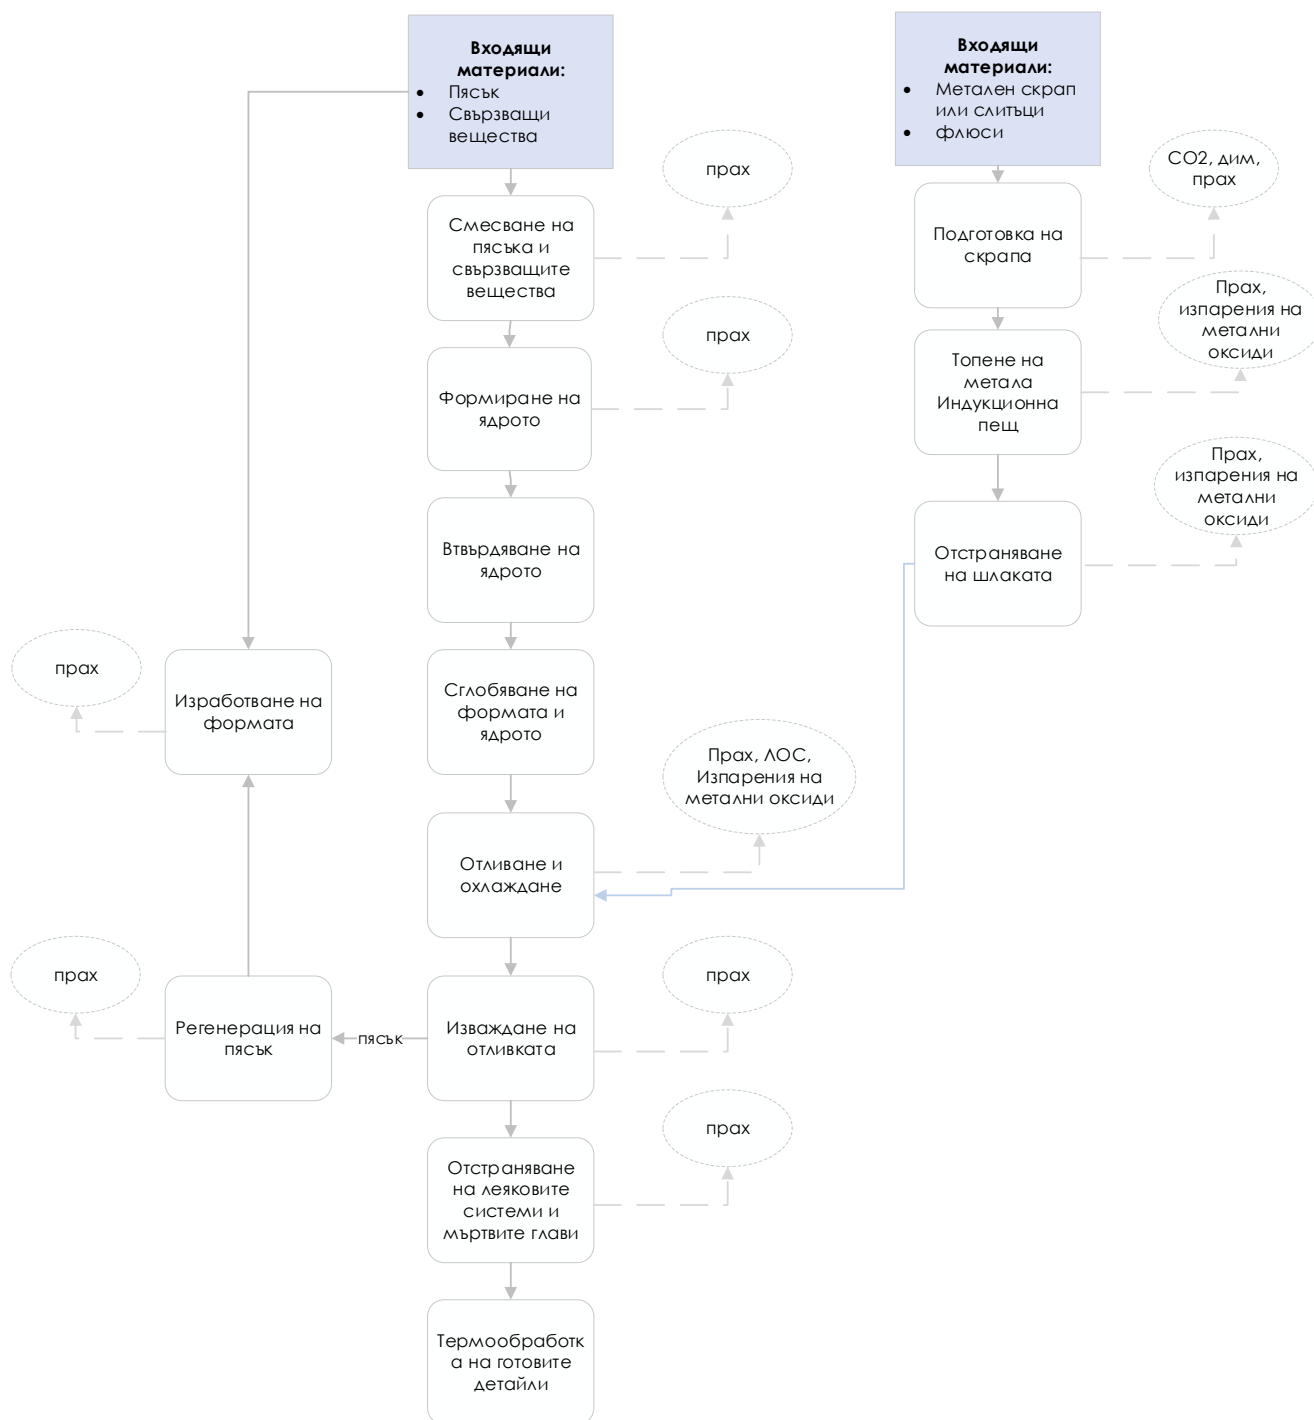 Входящи
материали:
• Пясък
• Свързващи
вещества
Входящи
материали:
• Метален скрап
или слитъци
• флюси
прах
CO2, дим,
прах
Смесване на
пясъка и
свързващите
вещества
Подготовка на
скрапа
Прах,
изпарения на
метални
оксиди
прах
Формиране на
ядрото
Топене на
метала
Индукционна
пещ
Прах,
изпарения на
метални
оксиди
Втвърдяване на
ядрото
Отстраняване
на шлаката
прах
Изработване на
формата
Сглобяване на
формата и
ядрото
Прах, ЛОС,
Изпарения на
метални оксиди
Отливане и
охлаждане
прах
Регенерация на
пясък
пясък
Изваждане на
отливката
прах
Отстраняване
на леяковите
системи и
мъртвите глави
прах
Термообработк
а на готовите
детайли